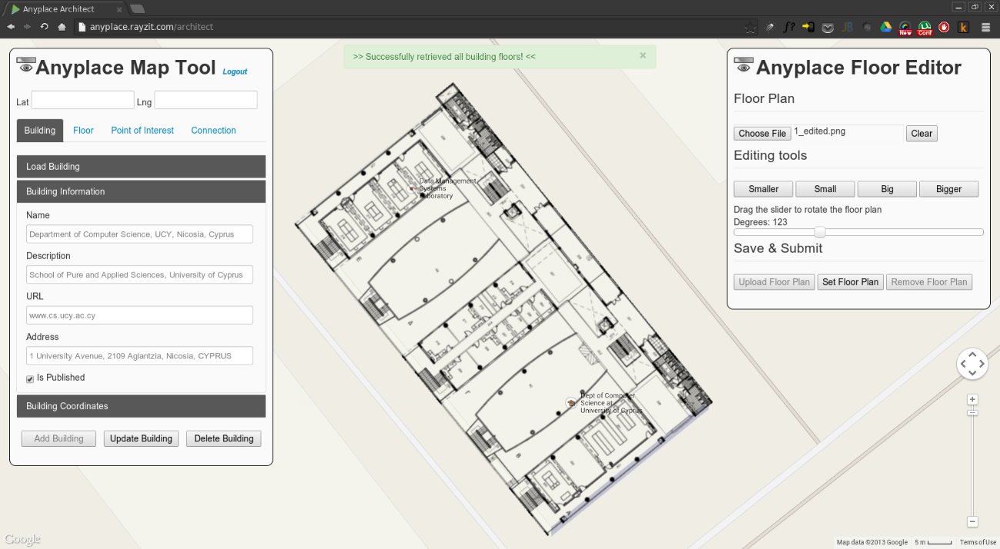 Anyplace Architect
anyplace.rayzit.com/architect
f?
JB
New
Conf
k
Anyplace Map Tool Logout
Lat
Lng
Building Floor Point of Interest Connection
Load Building
Building Information
Name
Department of Computer Science, UCY, Nicosia, Cyprus
Description
School of Pure and Applied Sciences, University of Cyprus
URL
www.cs.ucy.ac.cy
Address
1 University Avenue, 2109 Aglantzia, Nicosia, CYPRUS
Is Published
Building Coordinates
Add Building Update Building Delete Building
>> Successfully retrieved all building floors! << ×
Data Management
Systems
Laboratory
Dept of Computer
Science at
University of Cyprus
Anyplace Floor Editor
Floor Plan
Choose File 1_edited.png Clear
Editing tools
Smaller Small Big Bigger
Drag the slider to rotate the floor plan
Degrees: 123
Save & Submit
Upload Floor Plan Set Floor Plan Remove Floor Plan
Google
Map data ©2013 Google 5 m Terms of Use